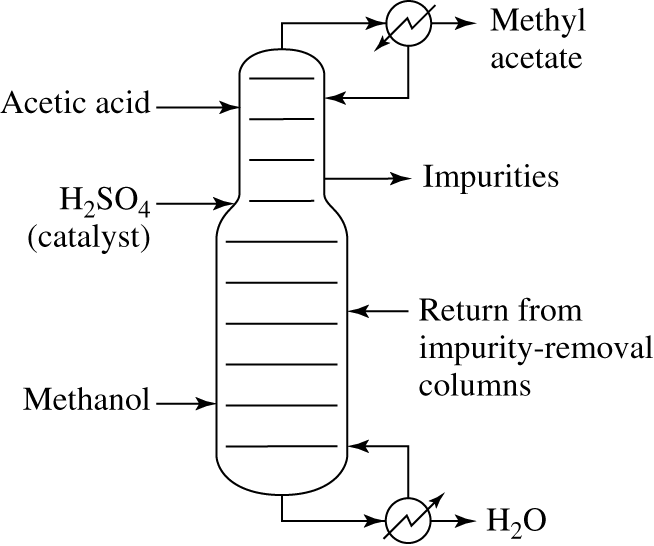 Methyl
acetate
Acetic acid
Impurities
H₂SO₄
(catalyst)
Return from
impurity-removal
columns
Methanol
H₂O